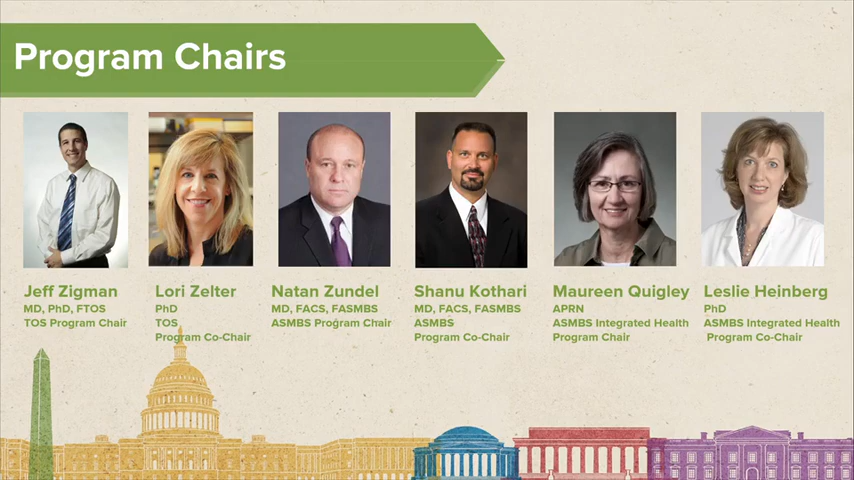 Program Chairs
Jeff Zigman
MD, PhD, FTOS
TOS Program Chair
Lori Zelter
PhD
TOS
Program Co-Chair
Natan Zundel
MD, FACS, FASMBS
ASMBS Program Chair
Shanu Kothari
MD, FACS, FASMBS
ASMBS
Program Co-Chair
Maureen Quigley
APRN
ASMBS Integrated Health
Program Chair
Leslie Heinberg
PhD
ASMBS Integrated Health
Program Co-Chair